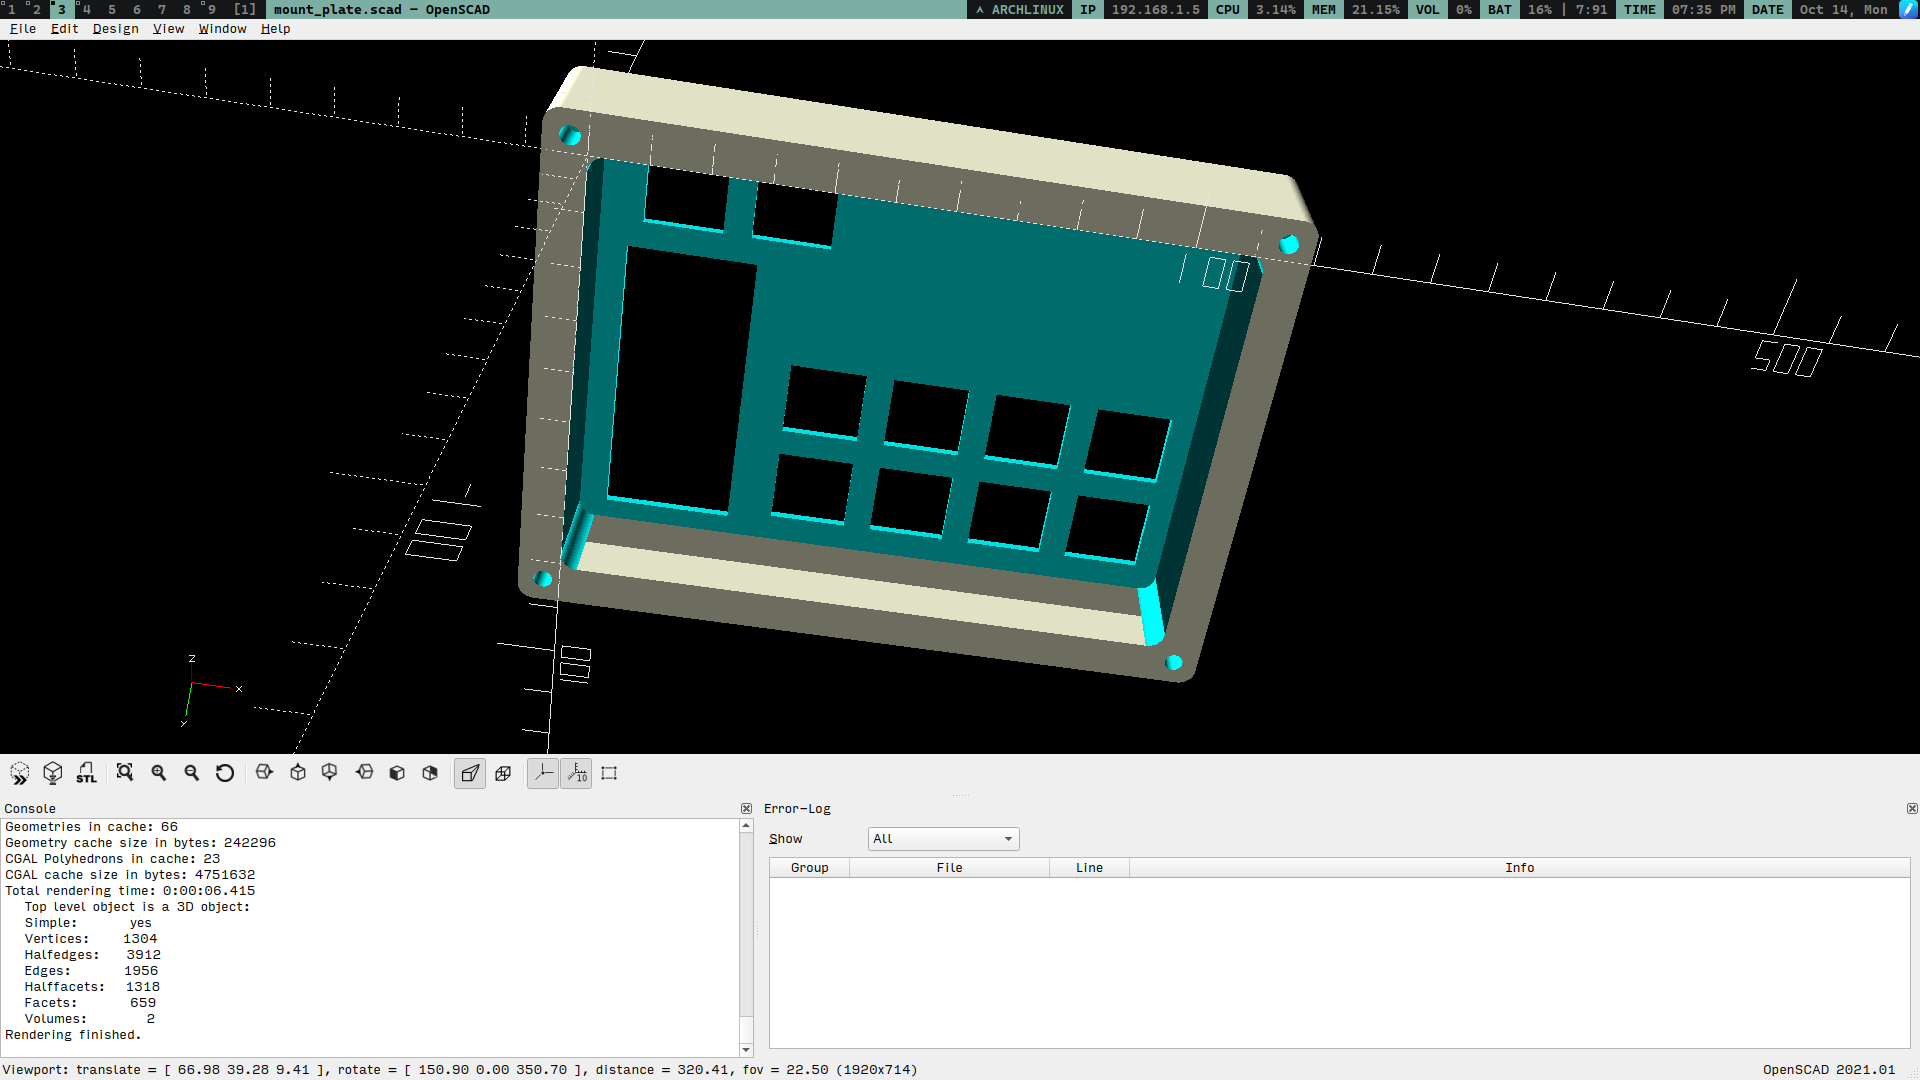 1 2 3 4 5 6 7 8 9 [1] mount_plate.scad – OpenSCAD ARCHLINUX IP 192.168.1.5 CPU 3.14% MEM 21.15% VOL 0% BAT 16% | 7:91 TIME 07:35 PM DATE Oct 14, Mon
File Edit Design View Window Help
00
500
z
x
y
STL
10
Console
Geometries in cache: 66
Geometry cache size in bytes: 242296
CGAL Polyhedrons in cache: 23
CGAL cache size in bytes: 4751632
Total rendering time: 0:00:06.415
Top level object is a 3D object:
Simple: yes
Vertices: 1304
Halfedges: 3912
Edges: 1956
Halffacets: 1318
Facets: 659
Volumes: 2
Rendering finished.
Error-Log
Show All
Group File Line Info
Viewport: translate = [ 66.98 39.28 9.41 ], rotate = [ 150.90 0.00 350.70 ], distance = 320.41, fov = 22.50 (1920x714)
OpenSCAD 2021.01